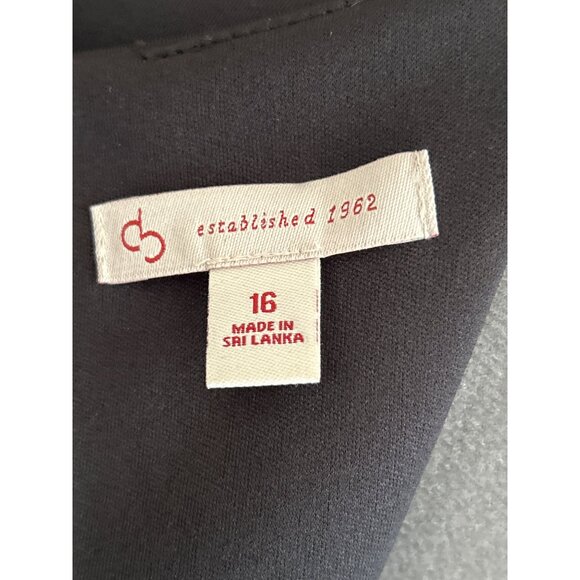 established 1962
16
MADE IN
SRI LANKA